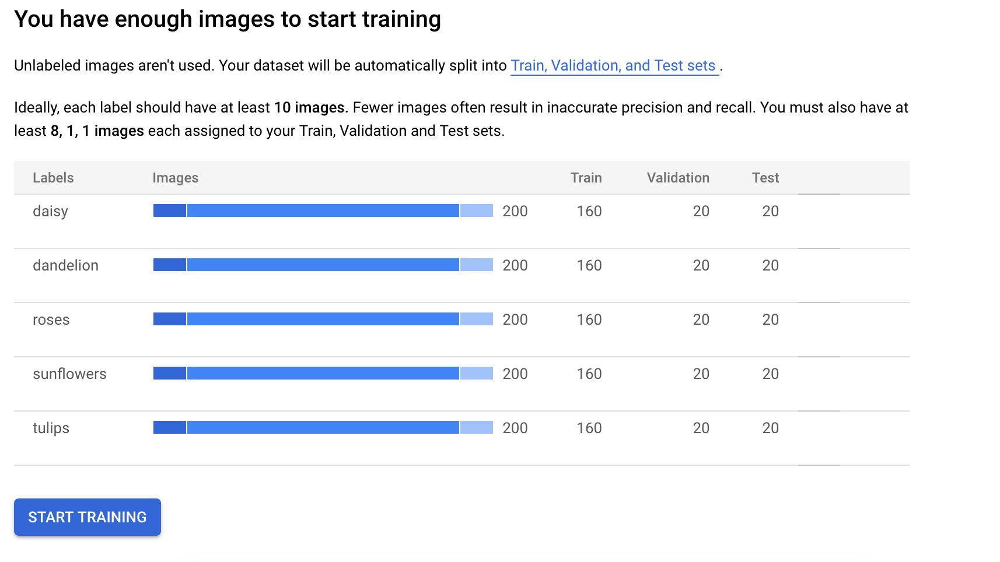 You have enough images to start training
Unlabeled images aren't used. Your dataset will be automatically split into Train, Validation, and Test sets .
Ideally, each label should have at least 10 images. Fewer images often result in inaccurate precision and recall. You must also have at
least 8, 1, 1 images each assigned to your Train, Validation and Test sets.
Labels Images Train Validation Test
daisy 200 160 20 20
dandelion 200 160 20 20
roses 200 160 20 20
sunflowers 200 160 20 20
tulips 200 160 20 20
START TRAINING